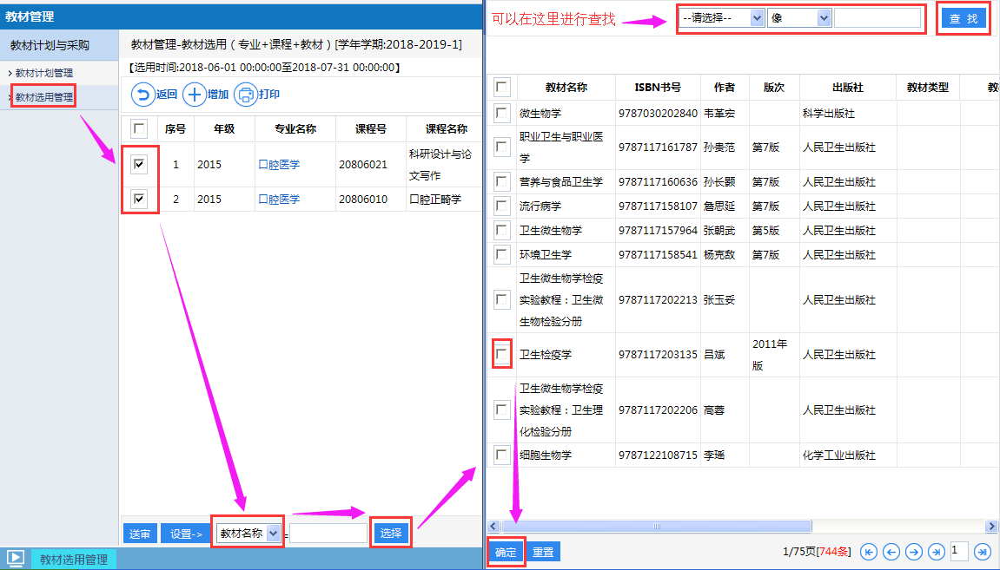 教材管理
教材计划与采购
教材计划管理
教材选用管理
教材管理-教材选用（专业+课程+教材）[学年学期:2018-2019-1]
【选用时间:2018-06-01 00:00:00至2018-07-31 00:00:00】
返回 增加 打印
序号 年级 专业名称 课程号 课程名称
1 2015 口腔医学 20806021 科研设计与论
文写作
2 2015 口腔医学 20806010 口腔正畸学
送审 设置-> 教材名称 = 选择
教材选用管理
可以在这里进行查找 --请选择-- 像 查 找
教材名称 ISBN书号 作者 版次 出版社 教材类型 教
微生物学 9787030202840 韦革宏 科学出版社
职业卫生与职业医
学 9787117161787 孙贵范 第7版 人民卫生出版社
营养与食品卫生学 9787117160636 孙长颢 第7版 人民卫生出版社
流行病学 9787117158107 詹思延 第7版 人民卫生出版社
卫生微生物学 9787117157964 张朝武 第5版 人民卫生出版社
环境卫生学 9787117158541 杨克敌 第7版 人民卫生出版社
卫生微生物学检疫
实验教程：卫生微
生物检验分册 9787117202213 张玉妥 人民卫生出版社
卫生检疫学 9787117203135 吕斌 2011年
版 人民卫生出版社
卫生微生物学检疫
实验教程：卫生理
化检验分册 9787117202206 高蓉 人民卫生出版社
细胞生物学 9787122108715 李瑶 化学工业出版社
确定 重置 1/75页[744条] 1